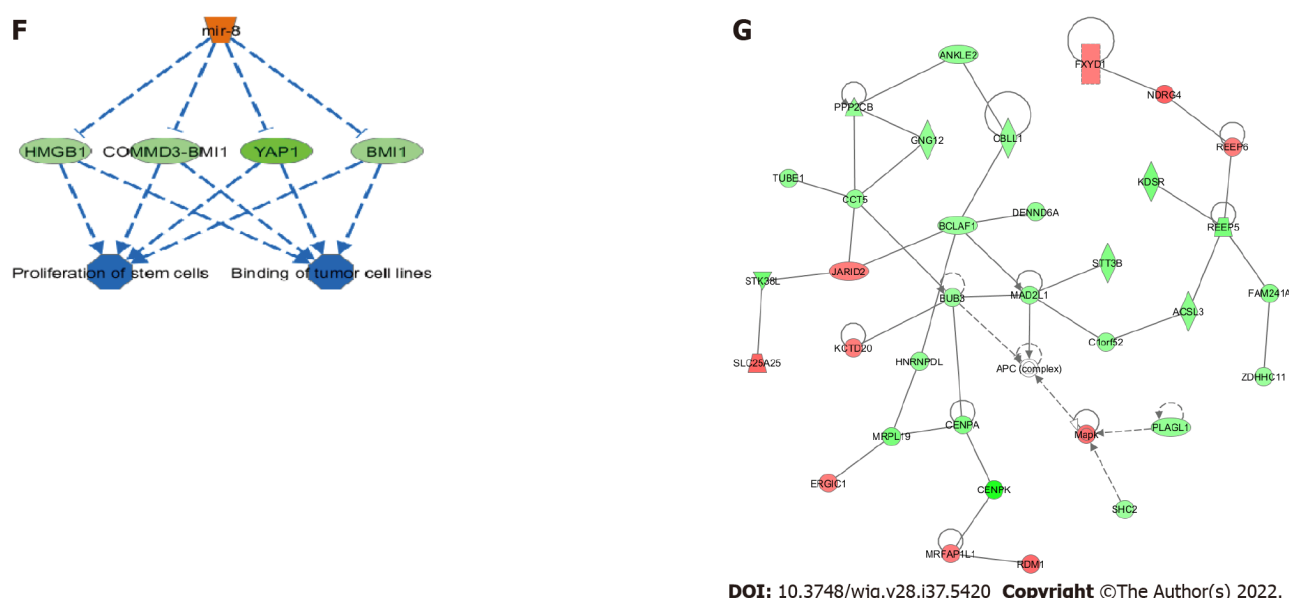 F
mir-8
HMGB1
COMMD3-BMI1
YAP1
BMI1
Proliferation of stem cells
Binding of tumor cell lines
G
ANKLE2
FXYD1
NDRG4
PPP2CB
GNG12
CBLL1
REEP6
TUBE1
KDSR
CCT5
DENND6A
BCLAF1
REEP5
STK38L
JARID2
STT3B
BUB3
MAD2L1
FAM241A
ACSL3
KCTD20
C1orf52
SLC25A25
HNRNPDL
APC (complex)
ZDHHC11
MRPL19
CENPA
Mapk
PLAGL1
ERGIC1
CENPK
SHC2
MRFAP1L1
RDM1
DOI: 10.3748/wjg.v28.i37.5420 Copyright ©The Author(s) 2022.